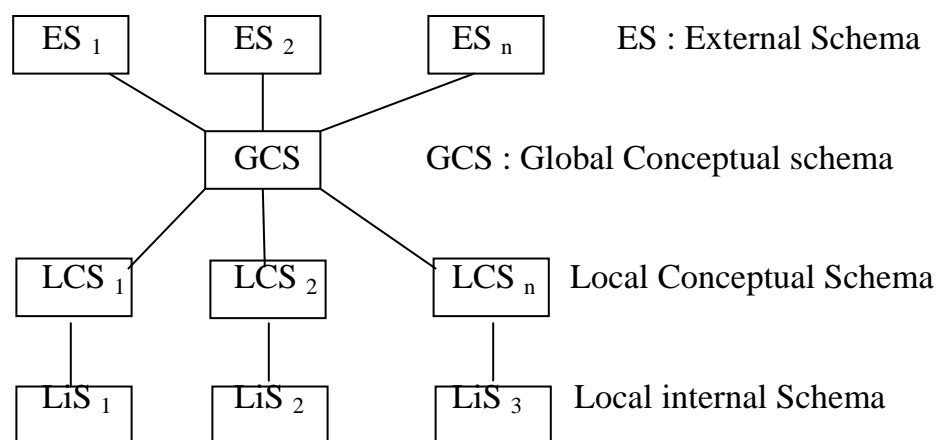 ES 1 ES 2 ES n ES : External Schema
GCS GCS : Global Conceptual schema
LCS 1 LCS 2 LCS n Local Conceptual Schema
LiS 1 LiS 2 LiS 3 Local internal Schema